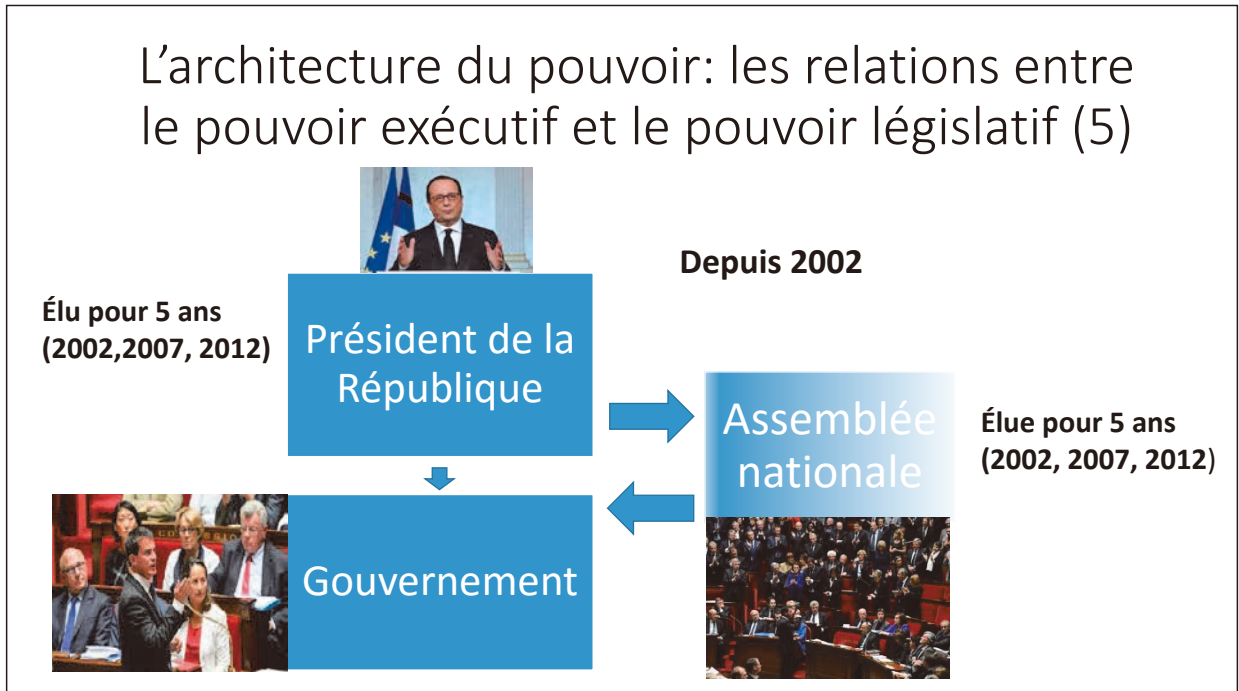 L'architecture du pouvoir: les relations entre
le pouvoir exécutif et le pouvoir législatif (5)
Depuis 2002
Élu pour 5 ans
(2002,2007, 2012)
Président de la
République
Assemblée
nationale
Élue pour 5 ans
(2002, 2007, 2012)
Gouvernement